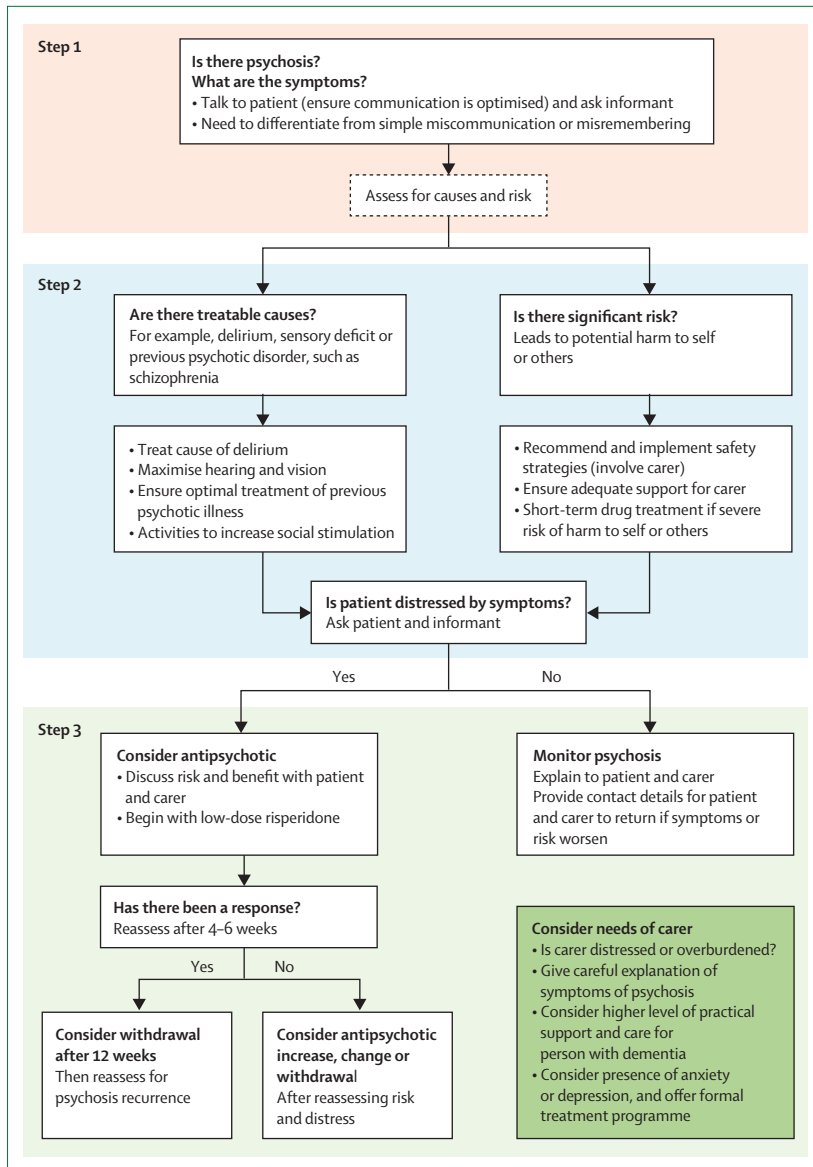 Step 1
Is there psychosis?
What are the symptoms?
• Talk to patient (ensure communication is optimised) and ask informant
• Need to differentiate from simple miscommunication or misremembering
Assess for causes and risk
Step 2
Are there treatable causes?
For example, delirium, sensory deficit or
previous psychotic disorder, such as
schizophrenia
Is there significant risk?
Leads to potential harm to self
or others
• Treat cause of delirium
• Maximise hearing and vision
• Ensure optimal treatment of previous
psychotic illness
• Activities to increase social stimulation
• Recommend and implement safety
strategies (involve carer)
• Ensure adequate support for carer
• Short-term drug treatment if severe
risk of harm to self or others
Is patient distressed by symptoms?
Ask patient and informant
Yes
No
Step 3
Consider antipsychotic
• Discuss risk and benefit with patient
and carer
• Begin with low-dose risperidone
Monitor psychosis
Explain to patient and carer
Provide contact details for patient
and carer to return if symptoms or
risk worsen
Has there been a response?
Reassess after 4–6 weeks
Yes
No
Consider withdrawal
after 12 weeks
Then reassess for
psychosis recurrence
Consider antipsychotic
increase, change or
withdrawal
After reassessing risk
and distress
Consider needs of carer
• Is carer distressed or overburdened?
• Give careful explanation of
symptoms of psychosis
• Consider higher level of practical
support and care for
person with dementia
• Consider presence of anxiety
or depression, and offer formal
treatment programme